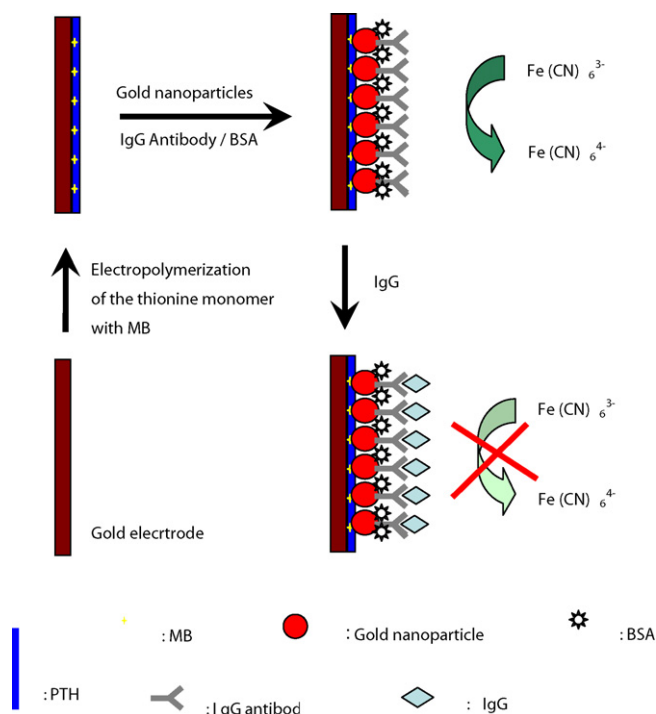 Gold nanoparticles
IgG Antibody / BSA
Fe (CN) 6 3-
Fe (CN) 6 4-
Electropolymerization
of the thionine monomer
with MB
IgG
Fe (CN) 6 3-
Fe (CN) 6 4-
Gold elecrtrode
: MB
: Gold nanoparticle
: BSA
: PTH
: I gG antibod
: IgG